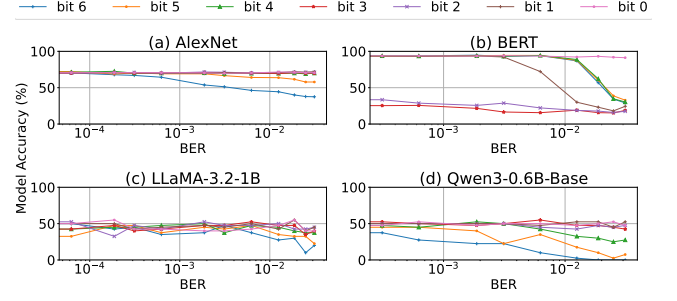 bit 6 bit 5 bit 4 bit 3 bit 2 bit 1 bit 0
(a) AlexNet (b) BERT
100 100
50 50
0 0
10⁻⁴ 10⁻³ 10⁻² 10⁻³ 10⁻²
BER BER
Model Accuracy (%)
(c) LLaMA-3.2-1B (d) Qwen3-0.6B-Base
100 100
50 50
0 0
10⁻⁴ 10⁻³ 10⁻² 10⁻³ 10⁻²
BER BER